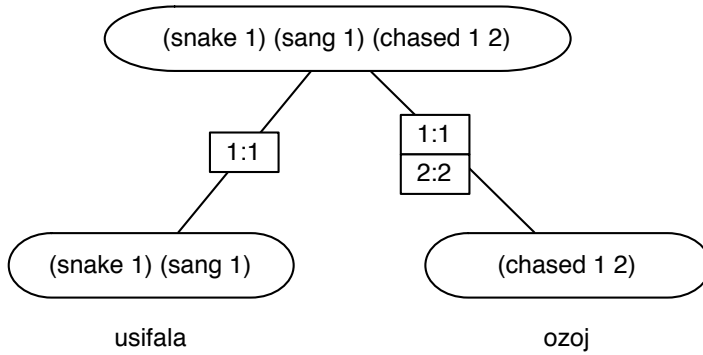 (snake 1) (sang 1) (chased 1 2)
1:1
1:1
2:2
(snake 1) (sang 1)
(chased 1 2)
usifala
ozoj